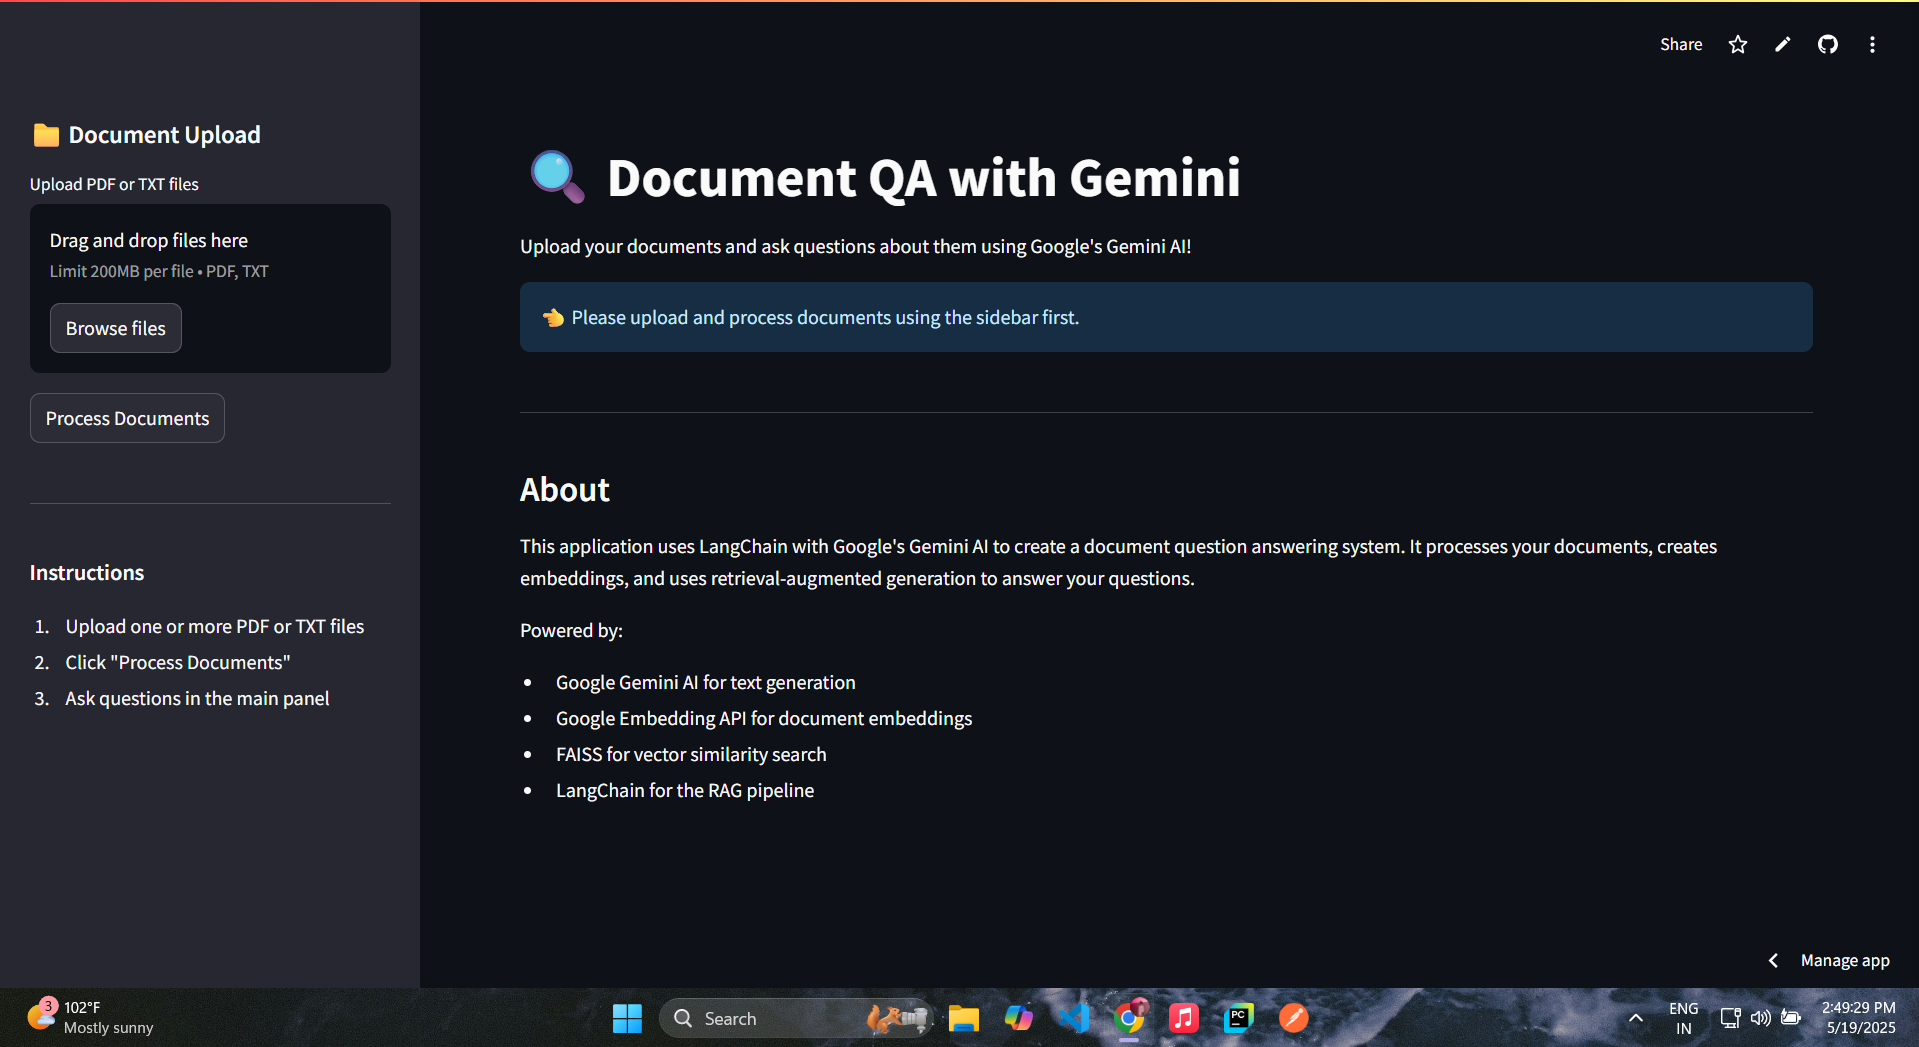 Share
Document Upload
Upload PDF or TXT files
Drag and drop files here
Limit 200MB per file • PDF, TXT
Browse files
Process Documents
Instructions
1. Upload one or more PDF or TXT files
2. Click "Process Documents"
3. Ask questions in the main panel
Document QA with Gemini
Upload your documents and ask questions about them using Google's Gemini AI!
Please upload and process documents using the sidebar first.
About
This application uses LangChain with Google's Gemini AI to create a document question answering system. It processes your documents, creates
embeddings, and uses retrieval-augmented generation to answer your questions.
Powered by:
• Google Gemini AI for text generation
• Google Embedding API for document embeddings
• FAISS for vector similarity search
• LangChain for the RAG pipeline
Manage app
3
102°F
Mostly sunny
Search
PC
ENG
IN
2:49:29 PM
5/19/2025